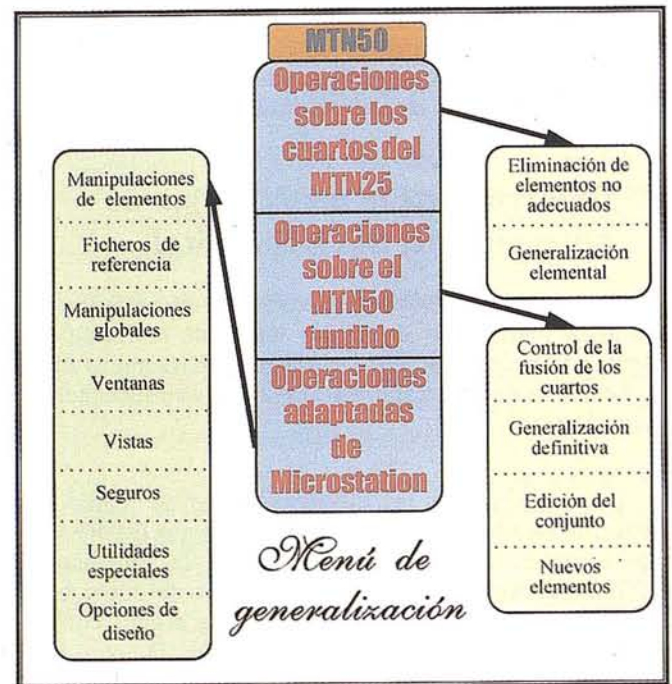 MTN50
Operaciones
sobre los
cuartos del
MTN25
Operaciones
sobre el
MTN50
fundido
Operaciones
adaptadas
de
Microstation
Manipulaciones
de elementos
Ficheros de
referencia
Manipulaciones
globales
Ventanas
Vistas
Seguros
Utilidades
especiales
Opciones de
diseño
Eliminación de
elementos no
adecuados
Generalización
elemental
Control de la
fusión de los
cuartos
Generalización
definitiva
Edición del
conjunto
Nuevos
elementos
Menú de
generalización